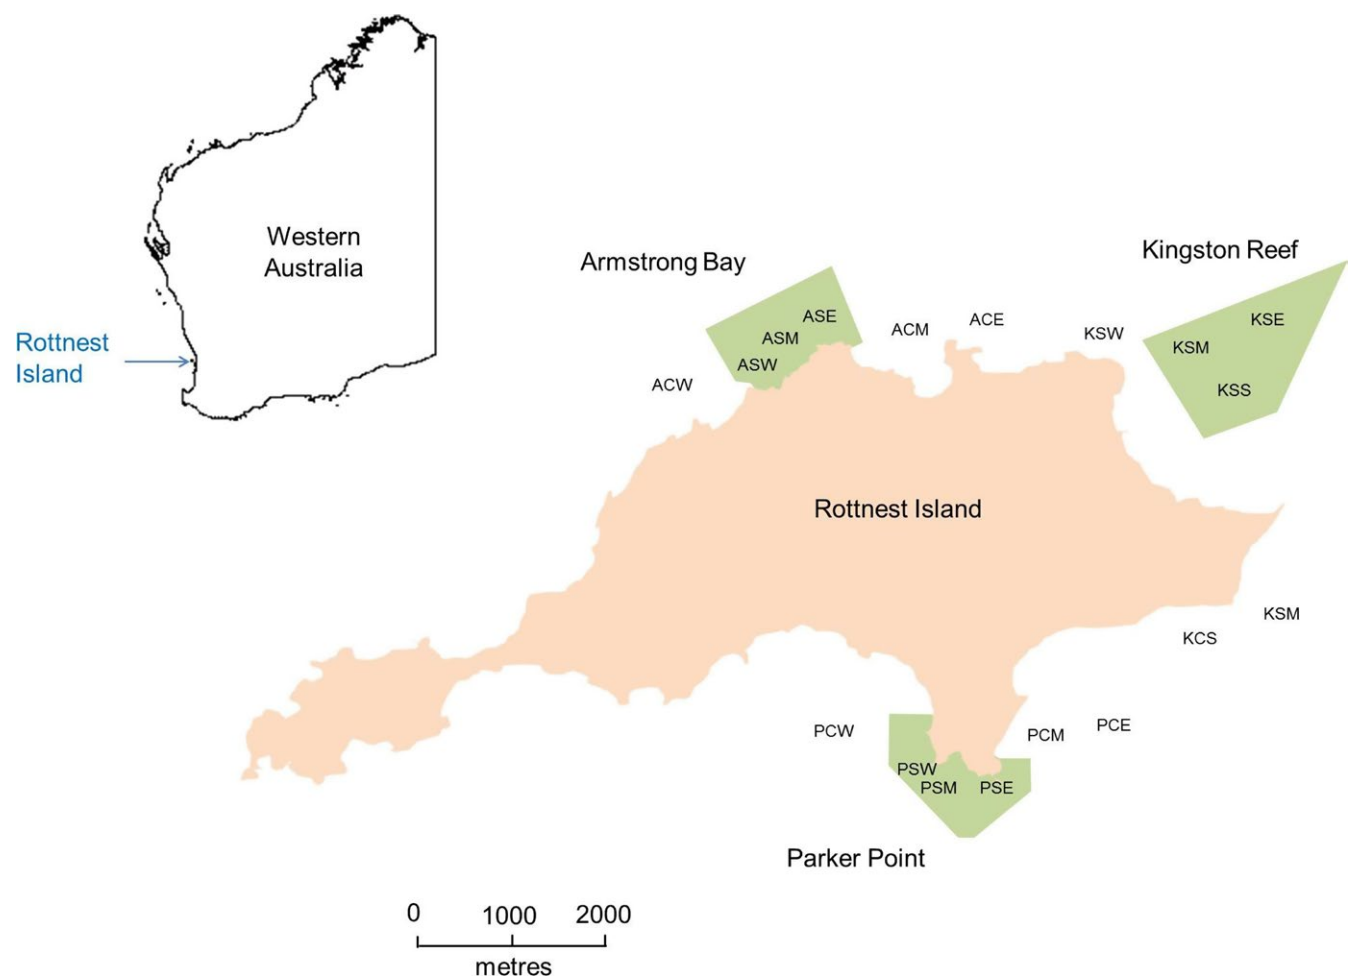 Western
Australia
Rottnest
Island
Armstrong Bay
Kingston Reef
ASE
ACM
ACE
KSW
KSE
ASM
KSM
ASW
ACW
KSS
Rottnest Island
KSM
KCS
PCW
PCM
PCE
PSW
PSM
PSE
Parker Point
0 1000 2000
metres